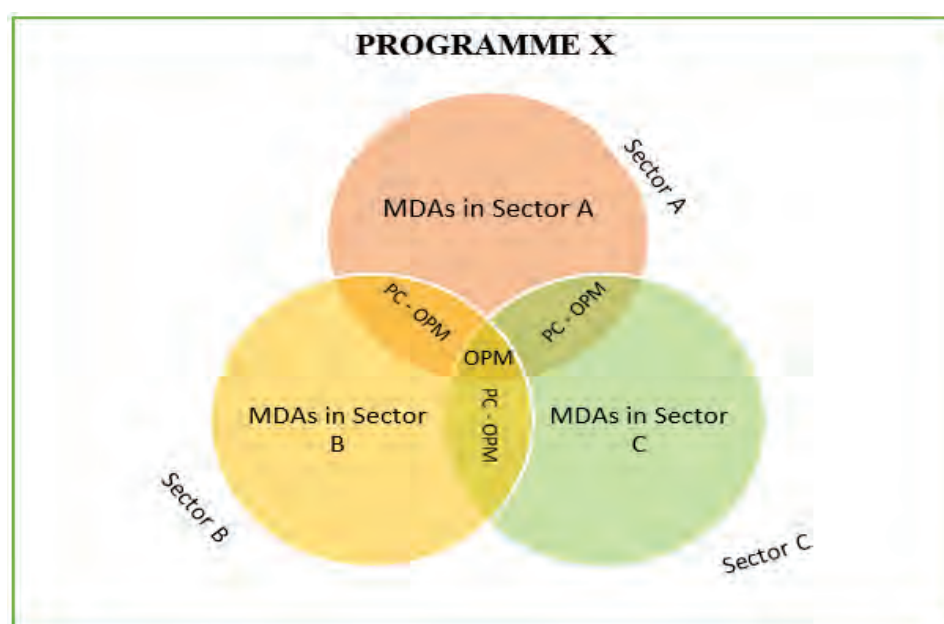 PROGRAMME X
Sector A
MDAs in Sector A
PC - OPM
PC - OPM
OPM
PC - OPM
MDAs in Sector
B
MDAs in Sector
C
Sector B
Sector C